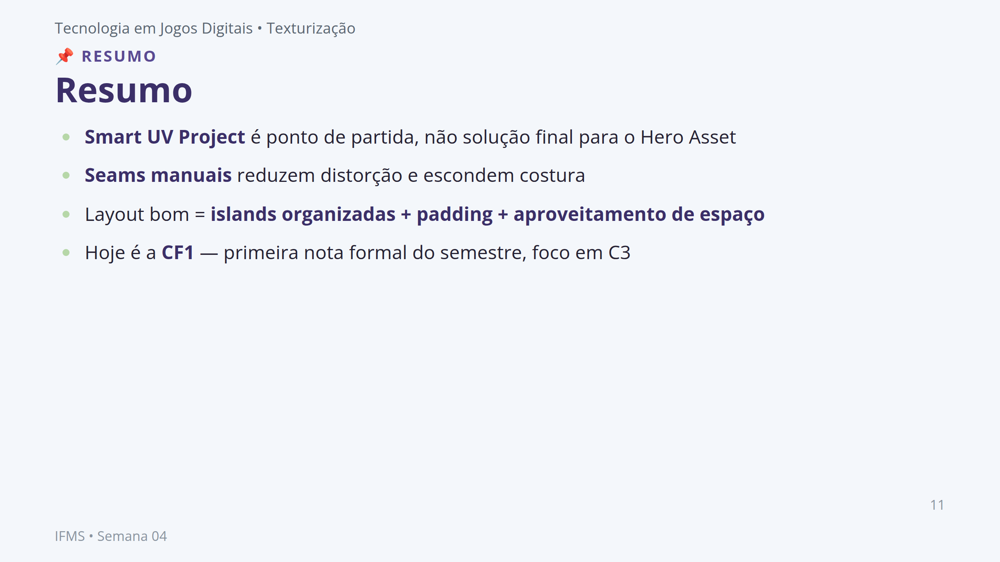 Tecnologia em Jogos Digitais • Texturização
📌 RESUMO
Resumo
• Smart UV Project é ponto de partida, não solução final para o Hero Asset
• Seams manuais reduzem distorção e escondem costura
• Layout bom = islands organizadas + padding + aproveitamento de espaço
• Hoje é a CF1 — primeira nota formal do semestre, foco em C3
11
IFMS • Semana 04